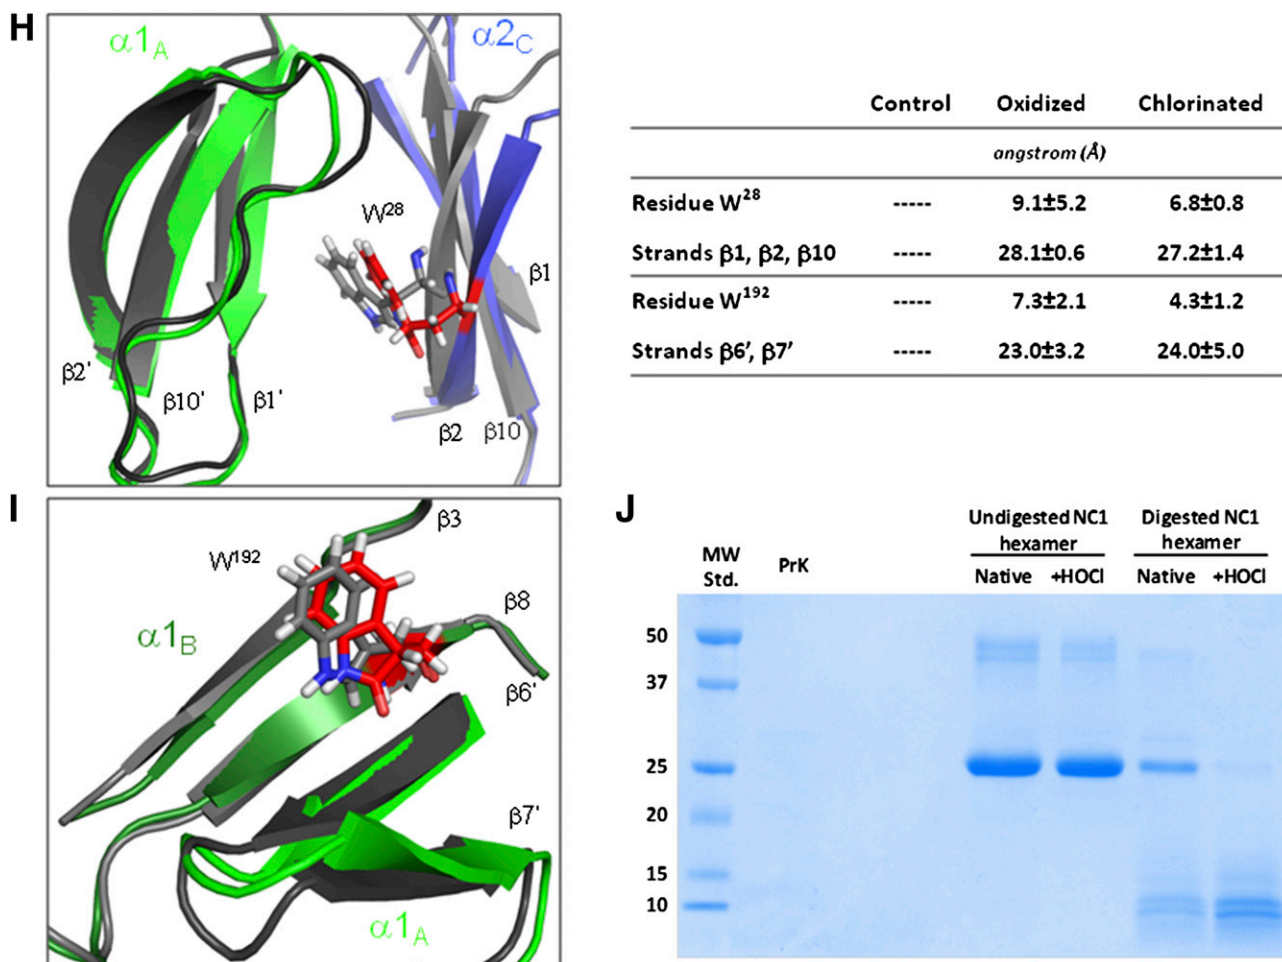 H
α1A
α2C
W28
β1
β2'
β10'
β1'
β2
β10
Control Oxidized Chlorinated
angstrom (Å)
Residue W28 ----- 9.1±5.2 6.8±0.8
Strands β1, β2, β10 ----- 28.1±0.6 27.2±1.4
Residue W192 ----- 7.3±2.1 4.3±1.2
Strands β6′, β7′ ----- 23.0±3.2 24.0±5.0
I
β3
W192
β8
α1B
β6'
β7'
α1A
J
Undigested NC1 hexamer
Digested NC1 hexamer
MW Std.
PrK
Native +HOCl Native +HOCl
50
37
25
20
15
10